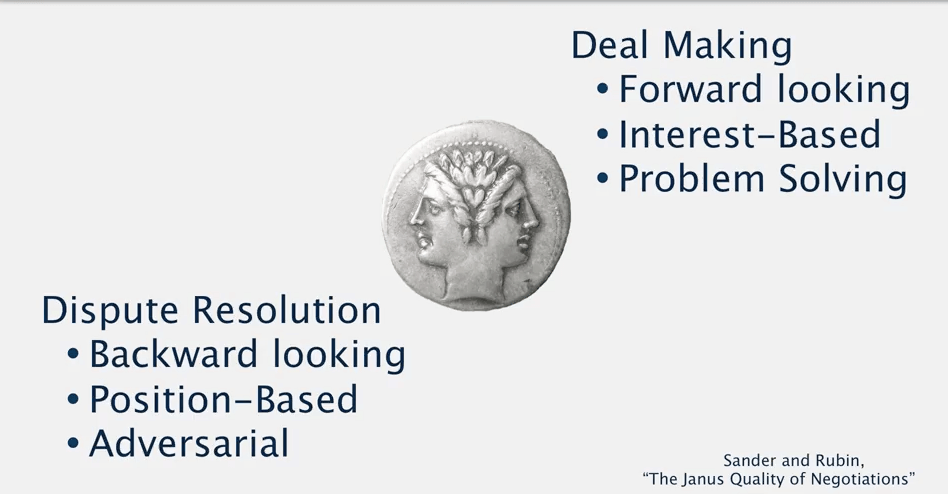 Deal Making
• Forward looking
• Interest-Based
• Problem Solving
Dispute Resolution
• Backward looking
• Position-Based
• Adversarial
Sander and Rubin,
“The Janus Quality of Negotiations”